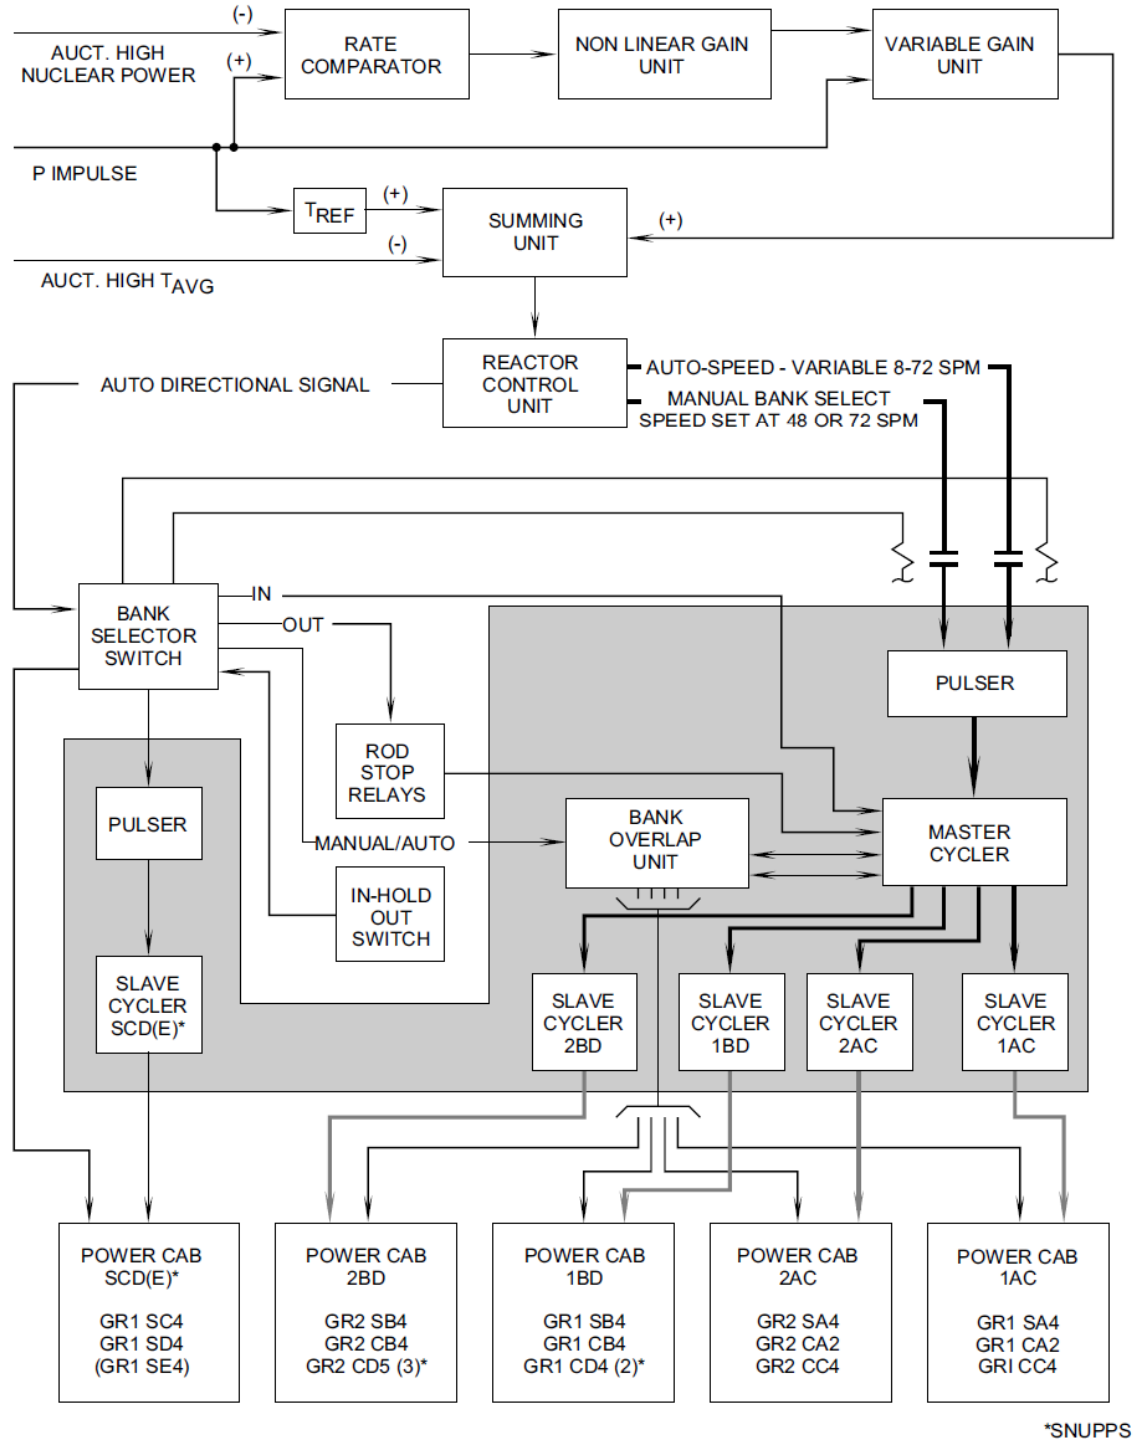 (-)
AUCT. HIGH
NUCLEAR POWER
(+)
RATE
COMPARATOR
NON LINEAR GAIN
UNIT
VARIABLE GAIN
UNIT
P IMPULSE
TREF
(+)
SUMMING
UNIT
(+)
(-)
AUCT. HIGH TAVG
REACTOR
CONTROL
UNIT
AUTO-SPEED - VARIABLE 8-72 SPM
MANUAL BANK SELECT
SPEED SET AT 48 OR 72 SPM
AUTO DIRECTIONAL SIGNAL
BANK
SELECTOR
SWITCH
IN
OUT
PULSER
ROD
STOP
RELAYS
PULSER
MANUAL/AUTO
BANK
OVERLAP
UNIT
MASTER
CYCLER
IN-HOLD
OUT
SWITCH
SLAVE
CYCLER
SCD(E)*
SLAVE
CYCLER
2BD
SLAVE
CYCLER
1BD
SLAVE
CYCLER
2AC
SLAVE
CYCLER
1AC
POWER CAB
SCD(E)*
GR1 SC4
GR1 SD4
(GR1 SE4)
POWER CAB
2BD
GR2 SB4
GR2 CB4
GR2 CD5 (3)*
POWER CAB
1BD
GR1 SB4
GR1 CB4
GR1 CD4 (2)*
POWER CAB
2AC
GR2 SA4
GR2 CA2
GR2 CC4
POWER CAB
1AC
GR1 SA4
GR1 CA2
GRI CC4
*SNUPPS